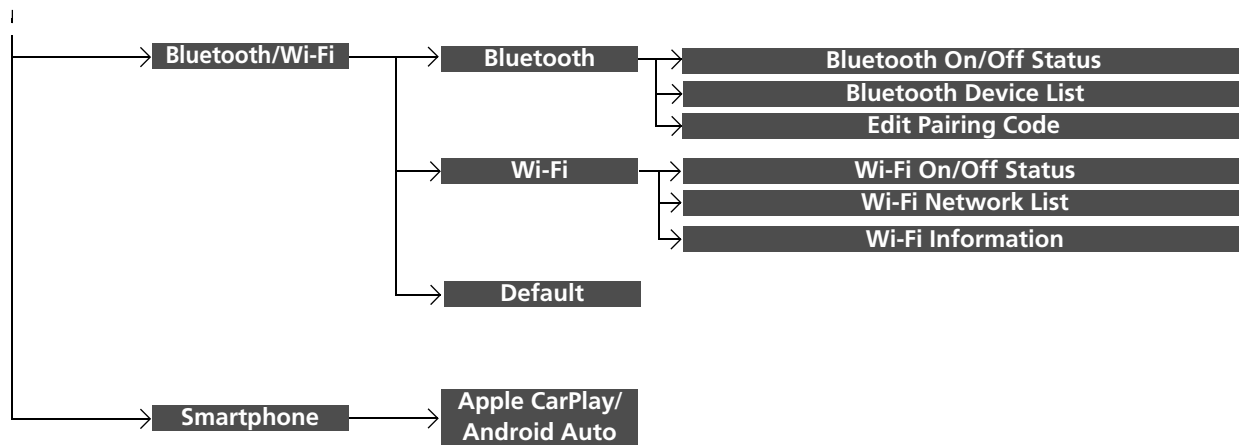 Bluetooth/Wi-Fi
Bluetooth
Bluetooth On/Off Status
Bluetooth Device List
Edit Pairing Code
Wi-Fi
Wi-Fi On/Off Status
Wi-Fi Network List
Wi-Fi Information
Default
Smartphone
Apple CarPlay/
Android Auto